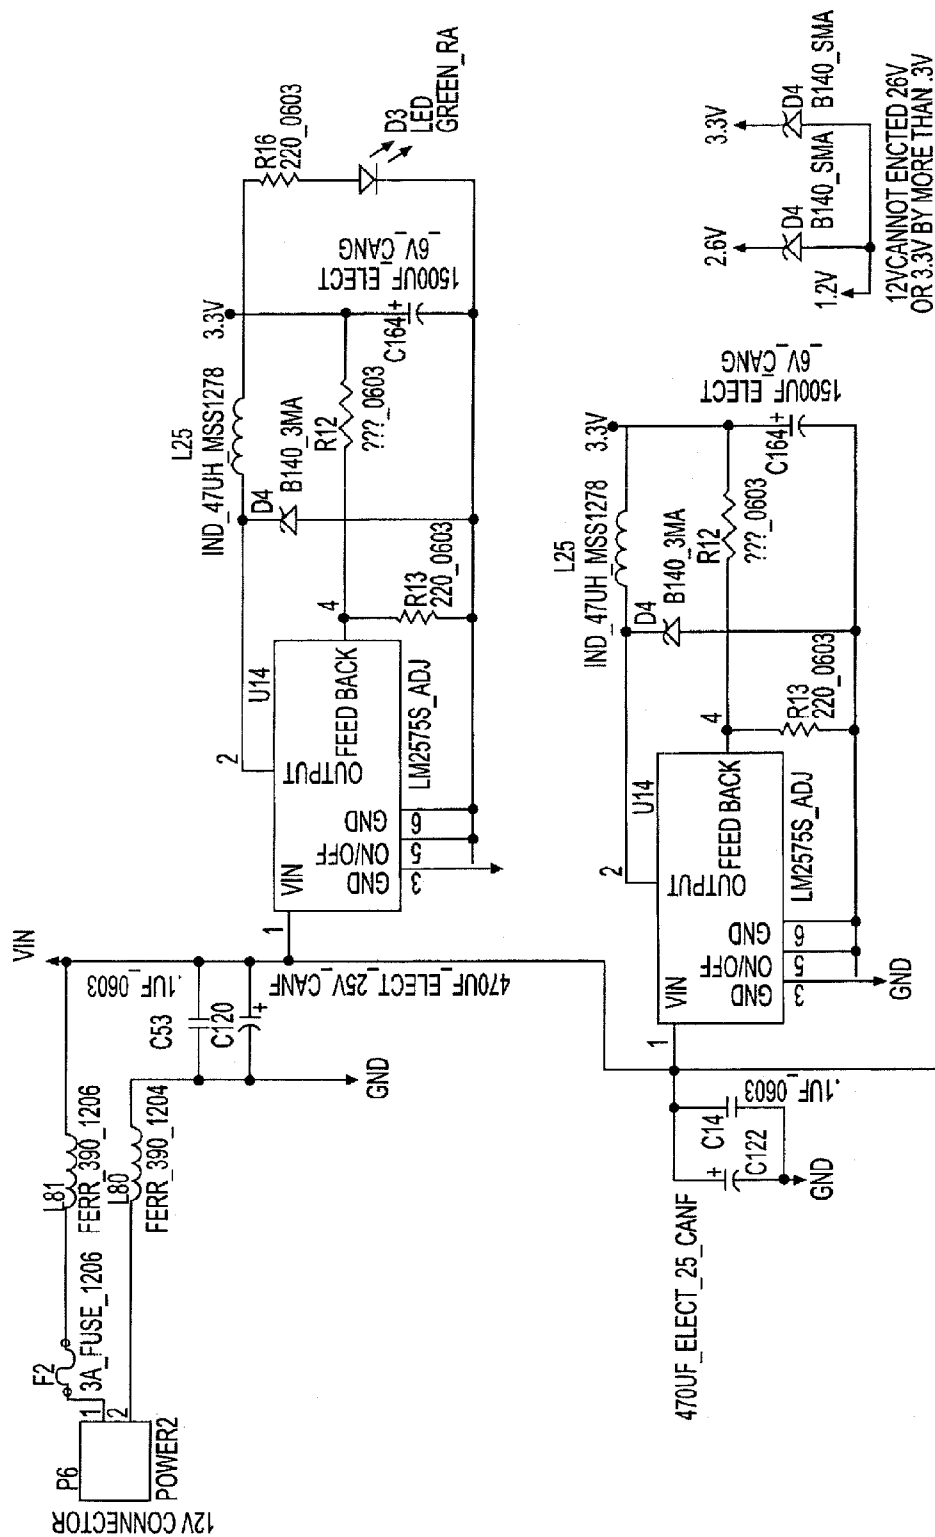 12V CONNECTOR
P6
POWER2
1
2
F2
3A_FUSE_1206
L81
FERR_390_1206
L80
FERR_390_1204
VIN
C53
.1UF_0603
C120
+
470UF_ELECT_25V_CANF
GND
1
VIN
U14
OUTPUT
2
FEED BACK
4
GND
ON/OFF
GND
3
5
6
LM2575S_ADJ
L25
IND_47UH_MSS1278
D4
B140_3MA
R12
???_0603
R13
220_0603
3.3V
C164
+
1500UF_ELECT
_6V_CANG
R16
220_0603
D3
LED
GREEN_RA
470UF_ELECT_25_CANF
+
C122
C14
.1UF_0603
GND
1
VIN
U14
OUTPUT
2
FEED BACK
4
GND
ON/OFF
GND
3
5
6
LM2575S_ADJ
GND
L25
IND_47UH_MSS1278
D4
B140_3MA
R12
???_0603
R13
220_0603
3.3V
C164
+
1500UF_ELECT
_6V_CANG
2.6V
3.3V
D4
B140_SMA
D4
B140_SMA
1.2V
12VCANNOT ENCTED 26V
OR 3.3V BY MORE THAN .3V